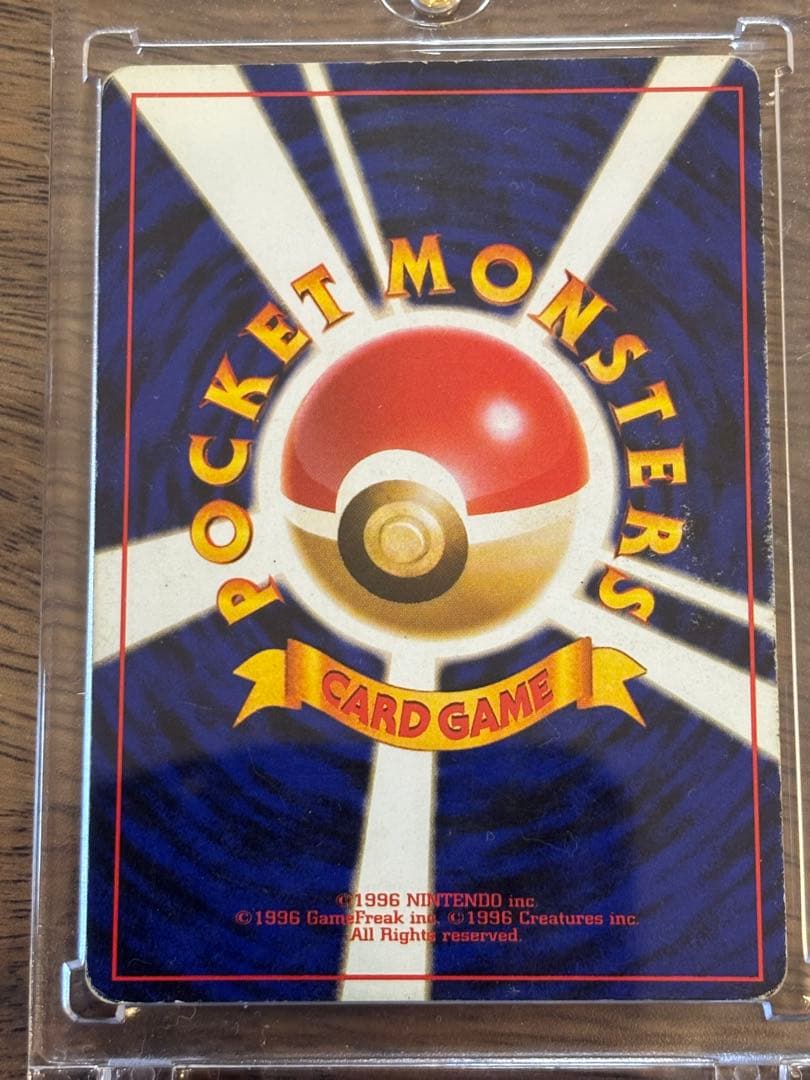 POCKET MONSTERS
CARD GAME
©1996 NINTENDO inc.
©1996 GameFreak inc. ©1996 Creatures inc.
All Rights reserved.